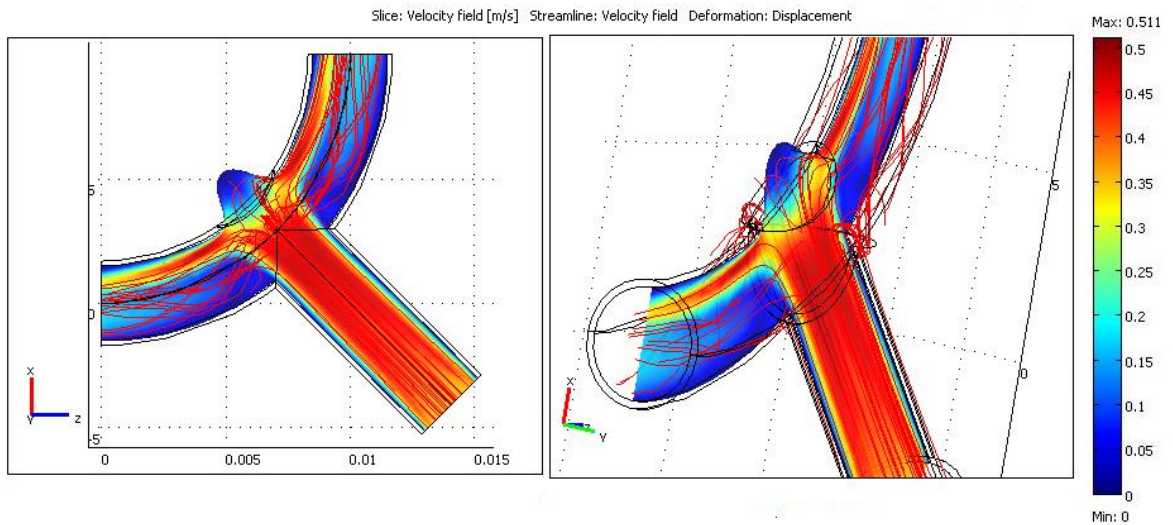 Slice: Velocity field [m/s] Streamline: Velocity field Deformation: Displacement
Max: 0.511
0.5
0.45
0.4
0.35
0.3
0.25
0.2
0.15
0.1
0.05
0
Min: 0
5
0
-5
0 0.005 0.01 0.015
x
y
z
5
0
x
z
y